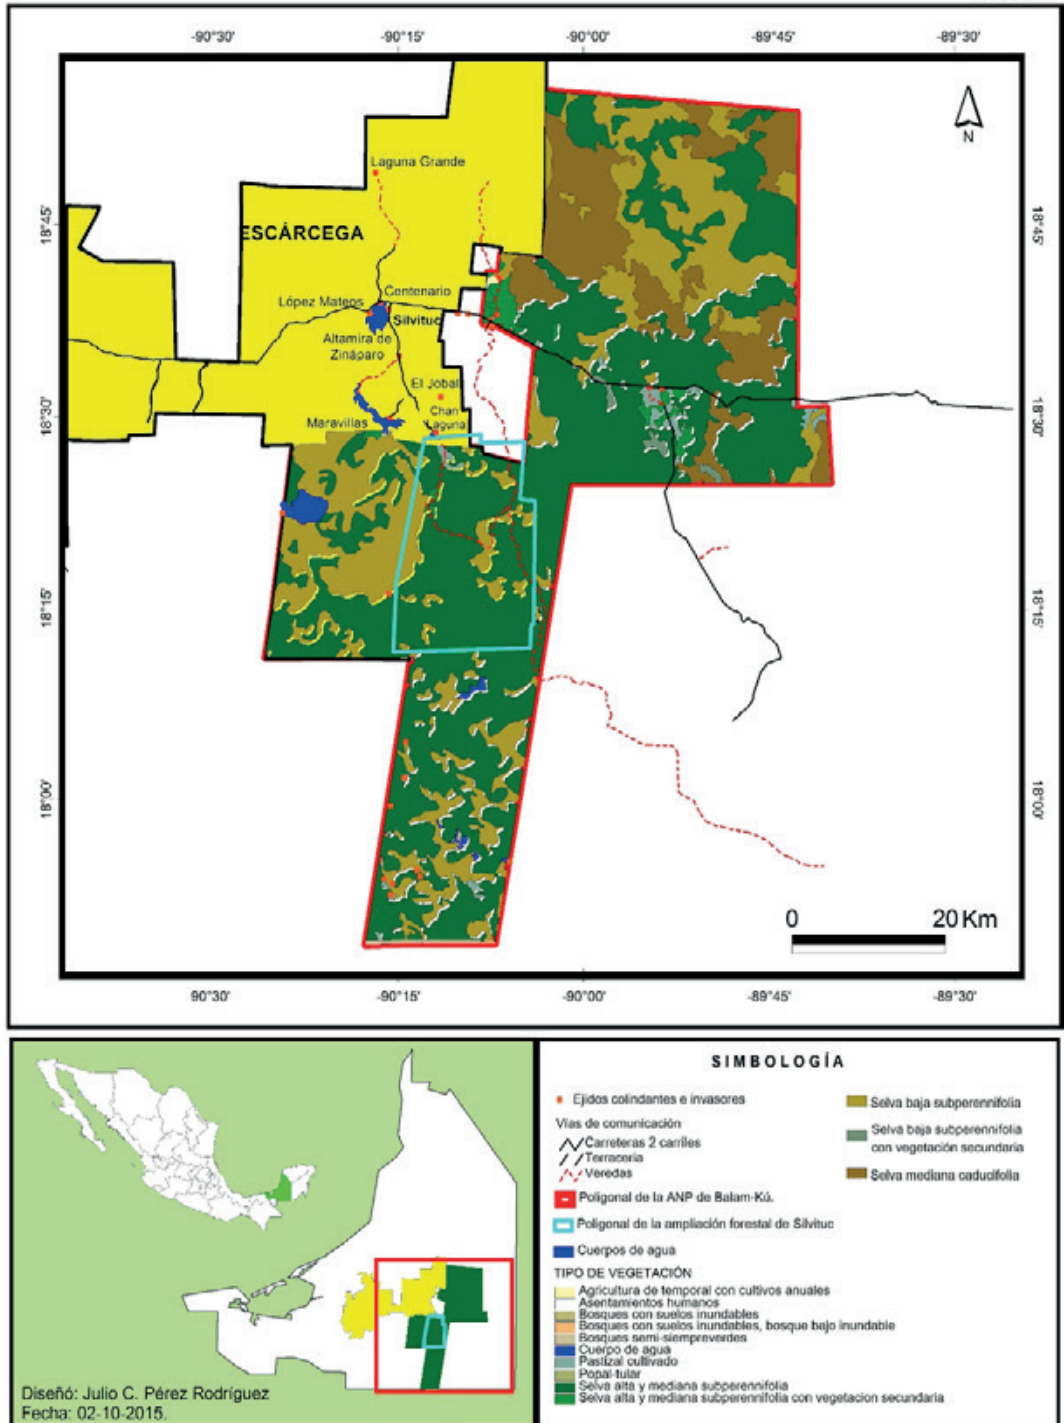 -90°30' -90°15' -90°00' -89°45' -89°30'
N
Laguna Grande
18°45' 18°45'
ESCÁRCEGA
Centenario
López Mateos
Silvituc
Altamira de
Zináparo
El Jobal
18°30' 18°30'
Chan
Laguna
Maravillas
18°15' 18°15'
18°00' 18°00'
0 20 Km
-90°30' -90°15' -90°00' -89°45' -89°30'
Diseñó: Julio C. Pérez Rodríguez
Fecha: 02-10-2015.
SIMBOLOGÍA
Ejidos colindantes e invasores
Vías de comunicación
Carreteras 2 carriles
Terraceria
Veredas
Poligonal de la ANP de Balam-Kú.
Poligonal de la ampliación forestal de Silvituc
Cuerpos de agua
TIPO DE VEGETACIÓN
Agricultura de temporal con cultivos anuales
Asentamientos humanos
Bosques con suelos inundables
Bosques con suelos inundables, bosque bajo inundable
Bosques semi-siempreverdes
Cuerpo de agua
Pastizal cultivado
Popal-tular
Selva alta y mediana subperennifolia
Selva alta y mediana subperennifolia con vegetacion secundaria
Selva baja subperennifolia
Selva baja subperennifolia
con vegetación secundaria
Selva mediana caducifolia